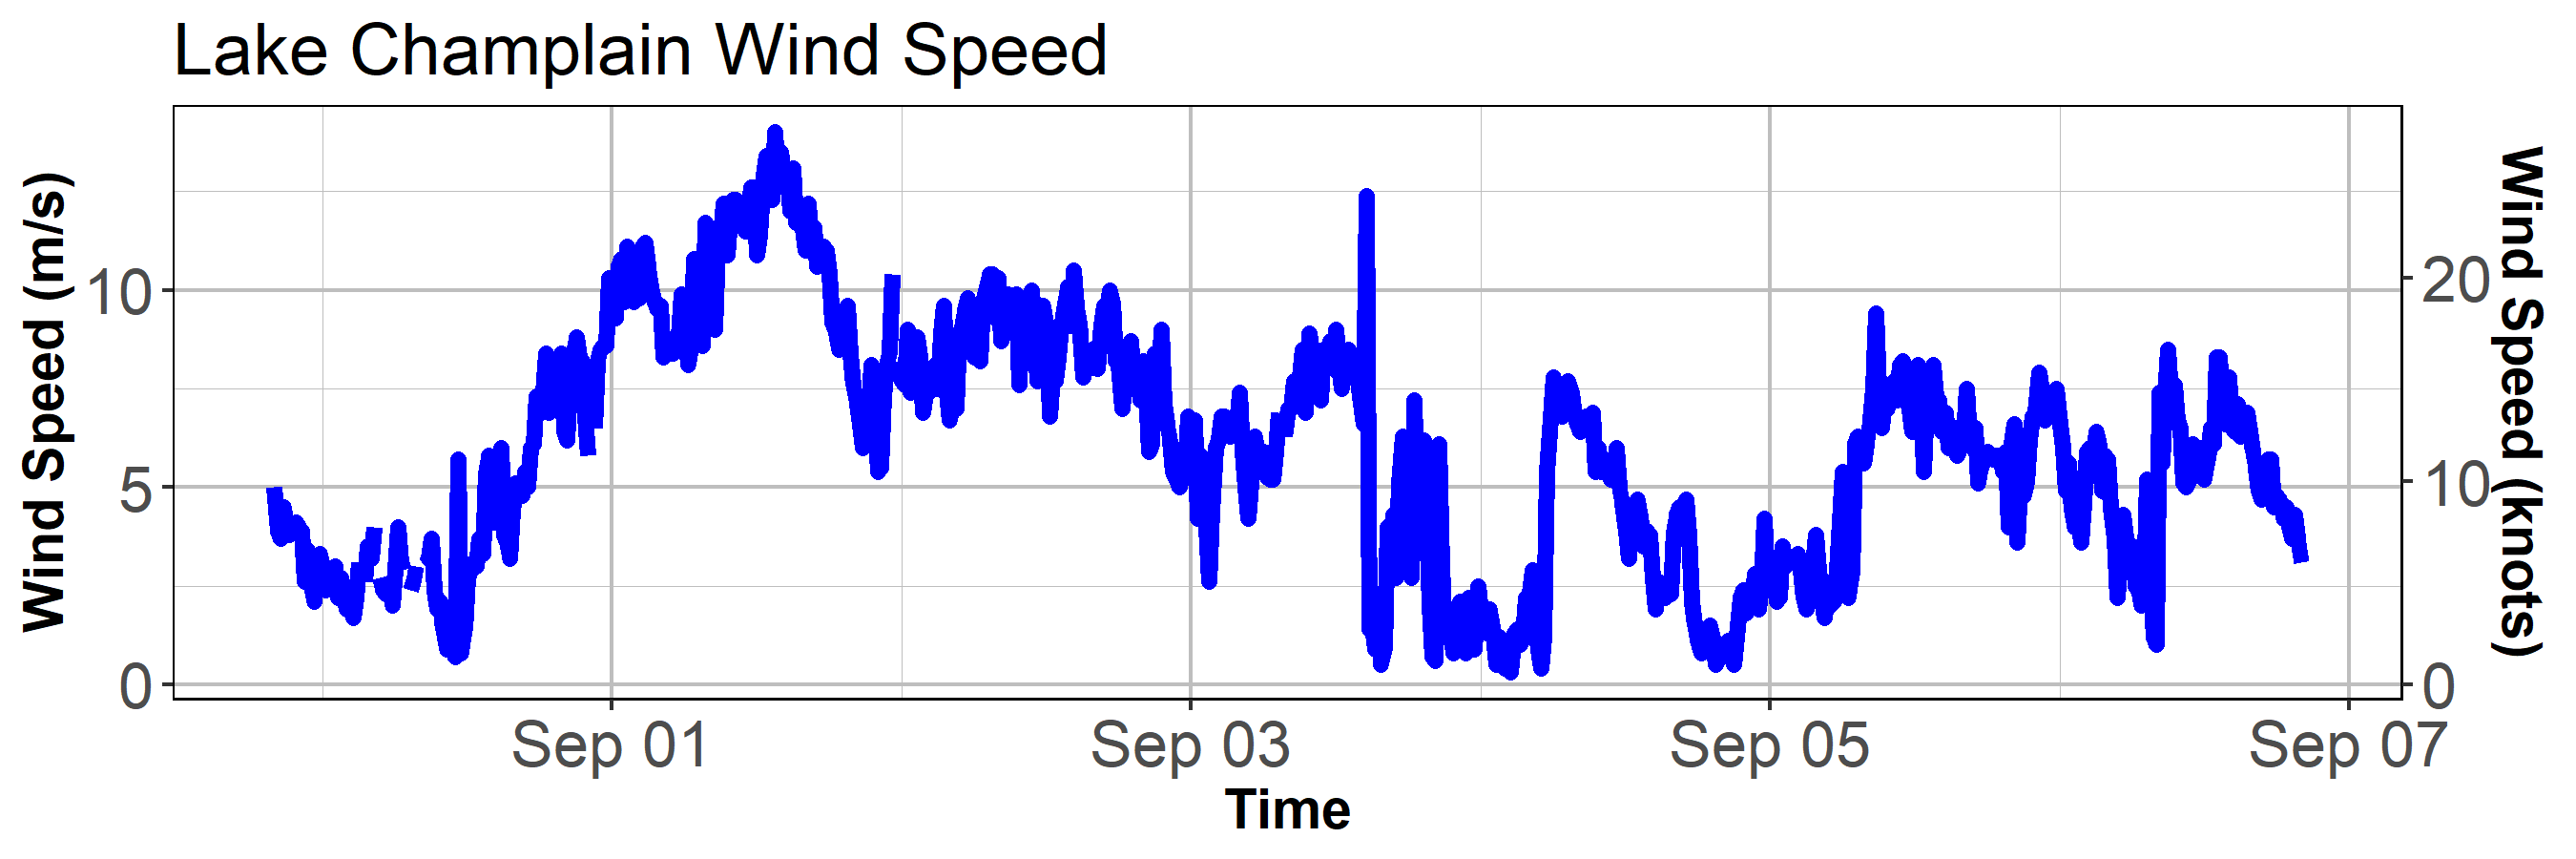 Lake Champlain Wind Speed
Wind Speed (m/s)
10
5
0
20
10
0
Wind Speed (knots)
Sep 01
Sep 03
Sep 05
Sep 07
Time